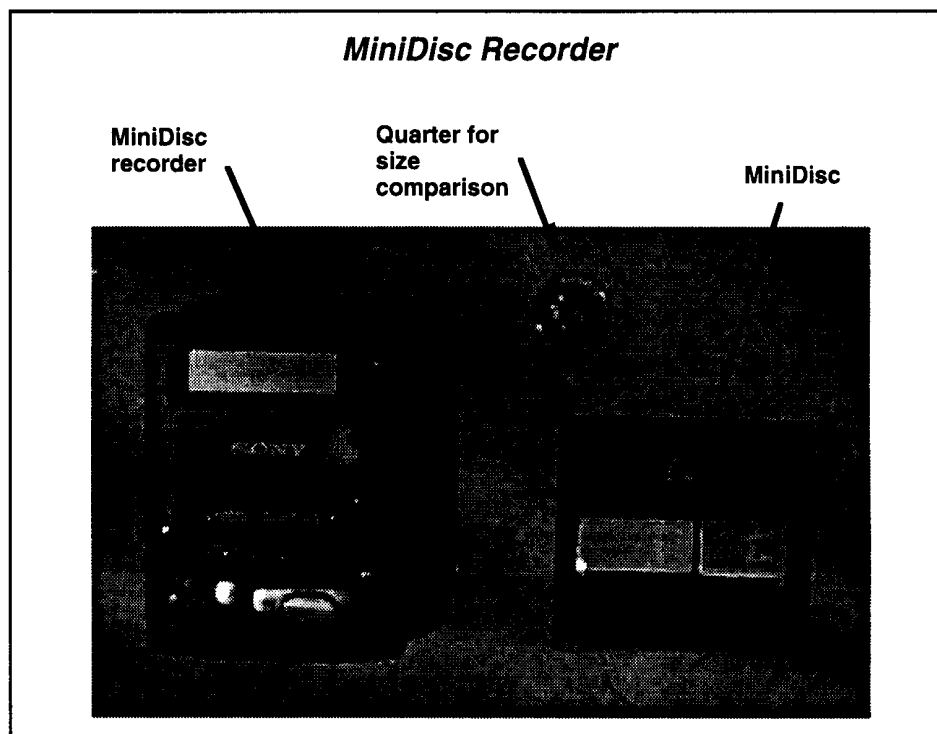 MiniDisc Recorder
MiniDisc
recorder
Quarter for
size
comparison
MiniDisc
SONY